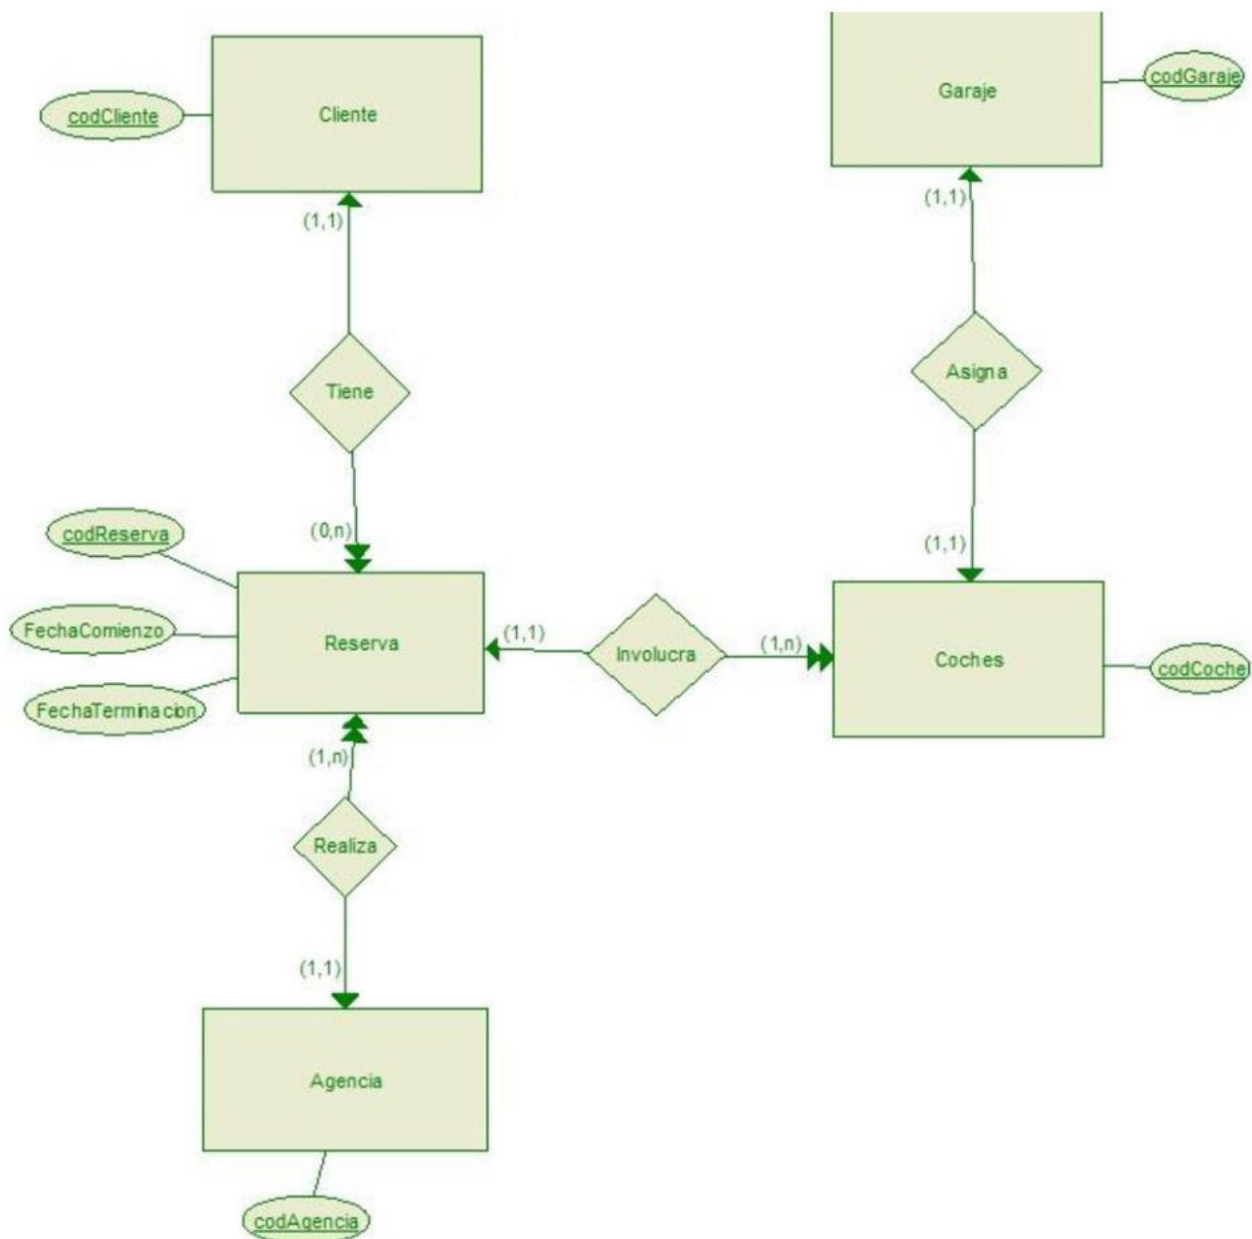 codCliente
Cliente
Garaje
codGaraje
(1,1)
(1,1)
Tiene
Asigna
(0,n)
(1,1)
codReserva
FechaComienzo
FechaTerminacion
Reserva
(1,1)
Involucra
(1,n)
Coches
codCoche
(1,n)
Realiza
(1,1)
Agencia
codAgencia